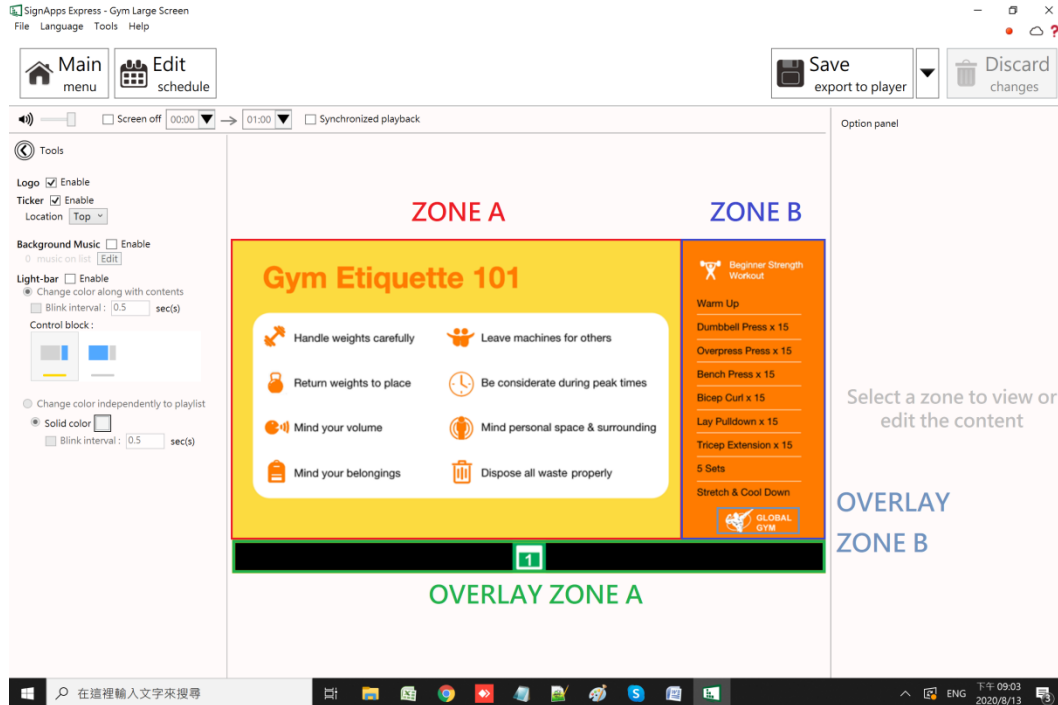 SignApps Express - Gym Large Screen
File Language Tools Help
Main
menu
Edit
schedule
Save
export to player
Discard
changes
Screen off 00:00 01:00 Synchronized playback
Option panel
Tools
Logo Enable
Ticker Enable
Location Top
Background Music Enable
0 music on list Edit
Light-bar Enable
Change color along with contents
Blink interval : 0.5 sec(s)
Control block :
Change color independently to playlist
Solid color
Blink interval : 0.5 sec(s)
ZONE A
ZONE B
Gym Etiquette 101
Handle weights carefully
Leave machines for others
Return weights to place
Be considerate during peak times
Mind your volume
Mind personal space & surrounding
Mind your belongings
Dispose all waste properly
Beginner Strength
Workout
Warm Up
Dumbbell Press x 15
Overpress Press x 15
Bench Press x 15
Bicep Curl x 15
Lay Pulldown x 15
Tricep Extension x 15
5 Sets
Stretch & Cool Down
GLOBAL
GYM
1
OVERLAY ZONE A
Select a zone to view or
edit the content
OVERLAY
ZONE B
在這裡輸入文字來搜尋
ENG
下午 09:03
2020/8/13
3